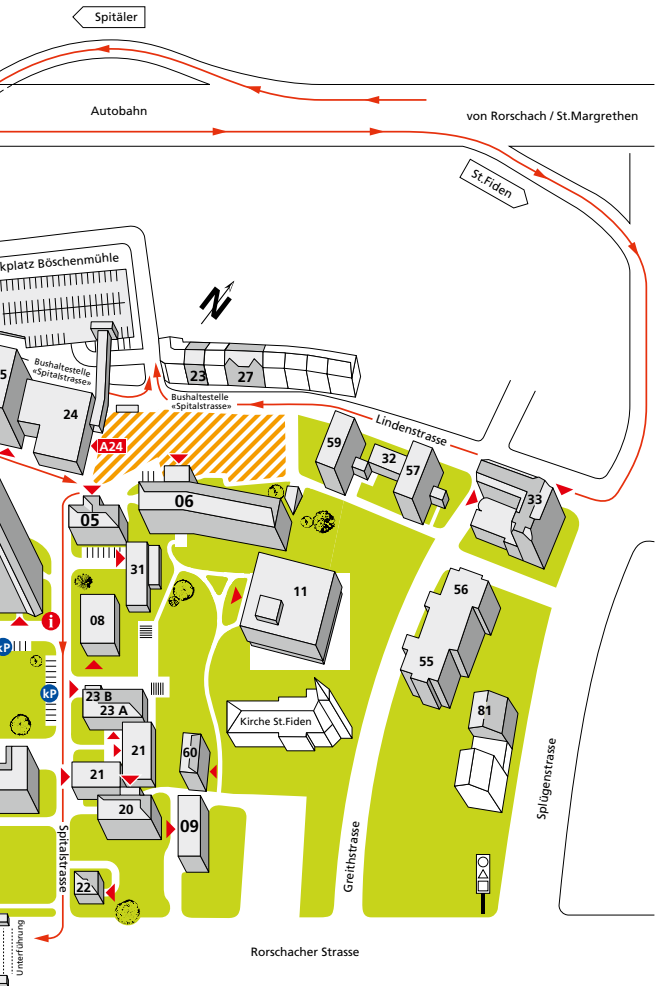 Spitäler
Autobahn
von Rorschach / St.Margrethen
St.Fiden
kplatz Böschenmühle
N
Bushaltestelle
«Spitalstrasse»
23
27
Bushaltestelle
«Spitalstrasse»
5
24
A24
Lindenstrasse
59
32
57
33
06
05
31
11
56
08
i
kP
kP
55
23 B
23 A
Kirche St.Fiden
81
21
60
21
20
09
22
Spitalstrasse
Greithstrasse
Splügenstrasse
Unterführung
Rorschacher Strasse